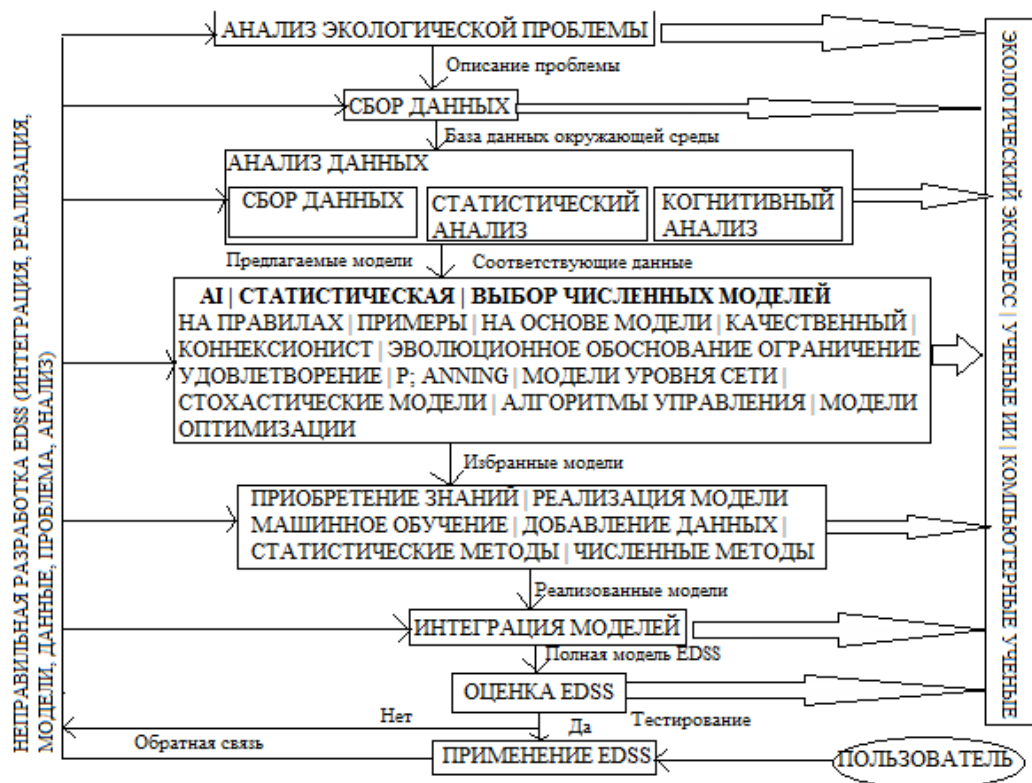 АНАЛИЗ ЭКОЛОГИЧЕСКОЙ ПРОБЛЕМЫ
Описание проблемы
СБОР ДАННЫХ
База данных окружающей среды
АНАЛИЗ ДАННЫХ
СБОР ДАННЫХ
СТАТИСТИЧЕСКИЙ
АНАЛИЗ
КОГНИТИВНЫЙ
АНАЛИЗ
Предлагаемые модели
Соответствующие данные
AI | СТАТИСТИЧЕСКАЯ | ВЫБОР ЧИСЛЕННЫХ МОДЕЛЕЙ
НА ПРАВИЛАХ | ПРИМЕРЫ | НА ОСНОВЕ МОДЕЛИ | КАЧЕСТВЕННЫЙ |
КОННЕКСИОНИСТ | ЭВОЛЮЦИОННОЕ ОБОСНОВАНИЕ ОГРАНИЧЕНИЕ
УДОВЛЕТВОРЕНИЕ | P; ANNING | МОДЕЛИ УРОВНЯ СЕТИ |
СТОХАСТИЧЕСКИЕ МОДЕЛИ | АЛГОРИТМЫ УПРАВЛЕНИЯ | МОДЕЛИ
ОПТИМИЗАЦИИ
Избранные модели
ПРИОБРЕТЕНИЕ ЗНАНИЙ | РЕАЛИЗАЦИЯ МОДЕЛИ
МАШИННОЕ ОБУЧЕНИЕ | ДОБАВЛЕНИЕ ДАННЫХ |
СТАТИСТИЧЕСКИЕ МЕТОДЫ | ЧИСЛЕННЫЕ МЕТОДЫ
Реализованные модели
ИНТЕГРАЦИЯ МОДЕЛЕЙ
Полная модель EDSS
ОЦЕНКА EDSS
Нет
Да
Тестирование
Обратная связь
ПРИМЕНЕНИЕ EDSS
ПОЛЬЗОВАТЕЛЬ
НЕПРАВИЛЬНАЯ РАЗРАБОТКА EDSS (ИНТЕГРАЦИЯ, РЕАЛИЗАЦИЯ,
МОДЕЛИ, ДАННЫЕ, ПРОБЛЕМА, АНАЛИЗ)
ЭКОЛОГИЧЕСКИЙ ЭКСПРЕСС | УЧЕНЫЕ ИИ | КОМПЬЮТЕРНЫЕ УЧЕНЫЕ